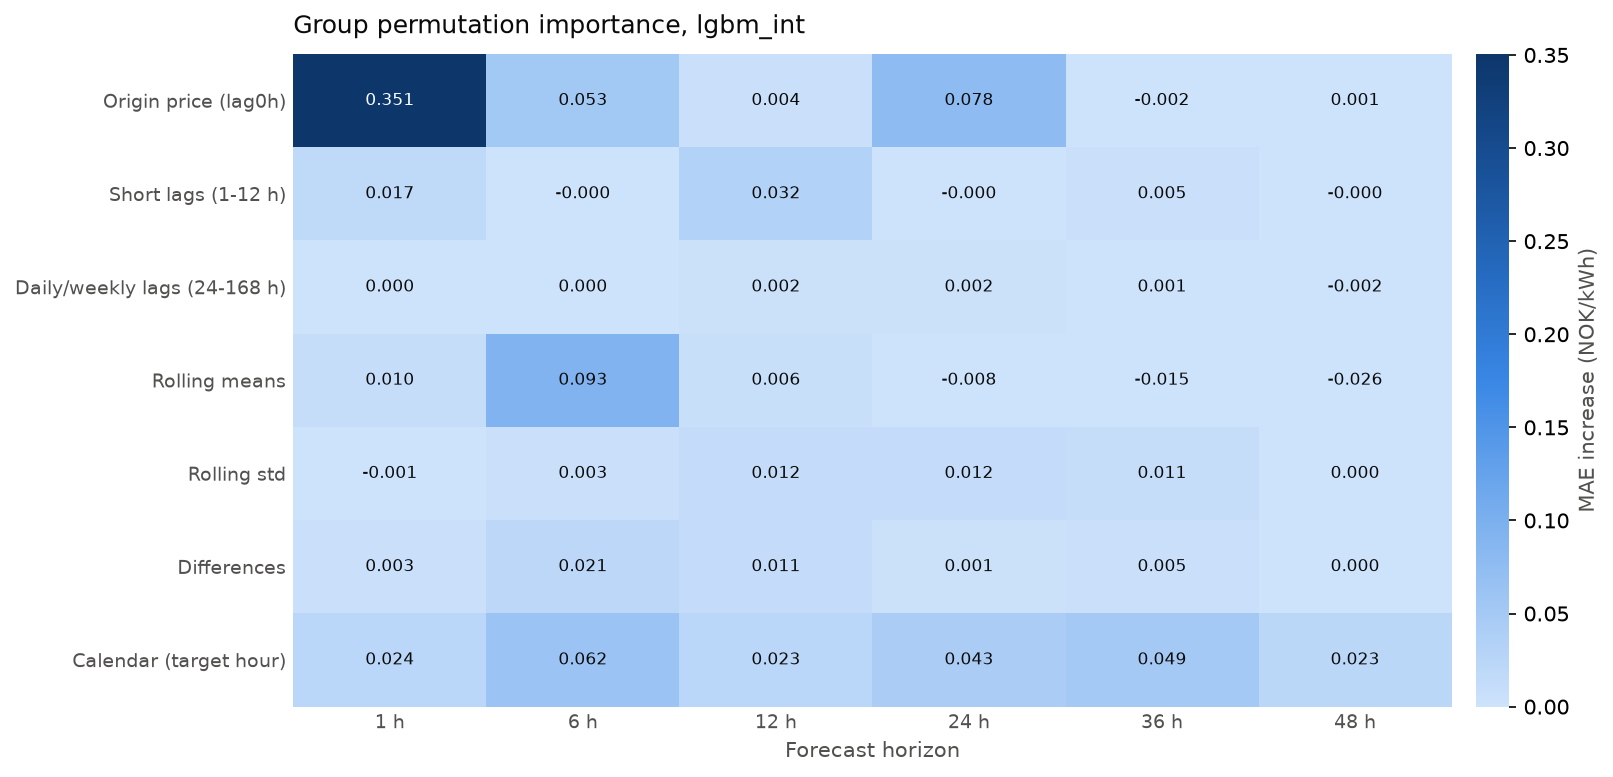 Group permutation importance, lgbm_int
Origin price (lag0h) 0.351 0.053 0.004 0.078 -0.002 0.001
Short lags (1-12 h) 0.017 -0.000 0.032 -0.000 0.005 -0.000
Daily/weekly lags (24-168 h) 0.000 0.000 0.002 0.002 0.001 -0.002
Rolling means 0.010 0.093 0.006 -0.008 -0.015 -0.026
Rolling std -0.001 0.003 0.012 0.012 0.011 0.000
Differences 0.003 0.021 0.011 0.001 0.005 0.000
Calendar (target hour) 0.024 0.062 0.023 0.043 0.049 0.023
1 h 6 h 12 h 24 h 36 h 48 h
Forecast horizon
0.35
0.30
0.25
0.20
0.15
0.10
0.05
0.00
MAE increase (NOK/kWh)